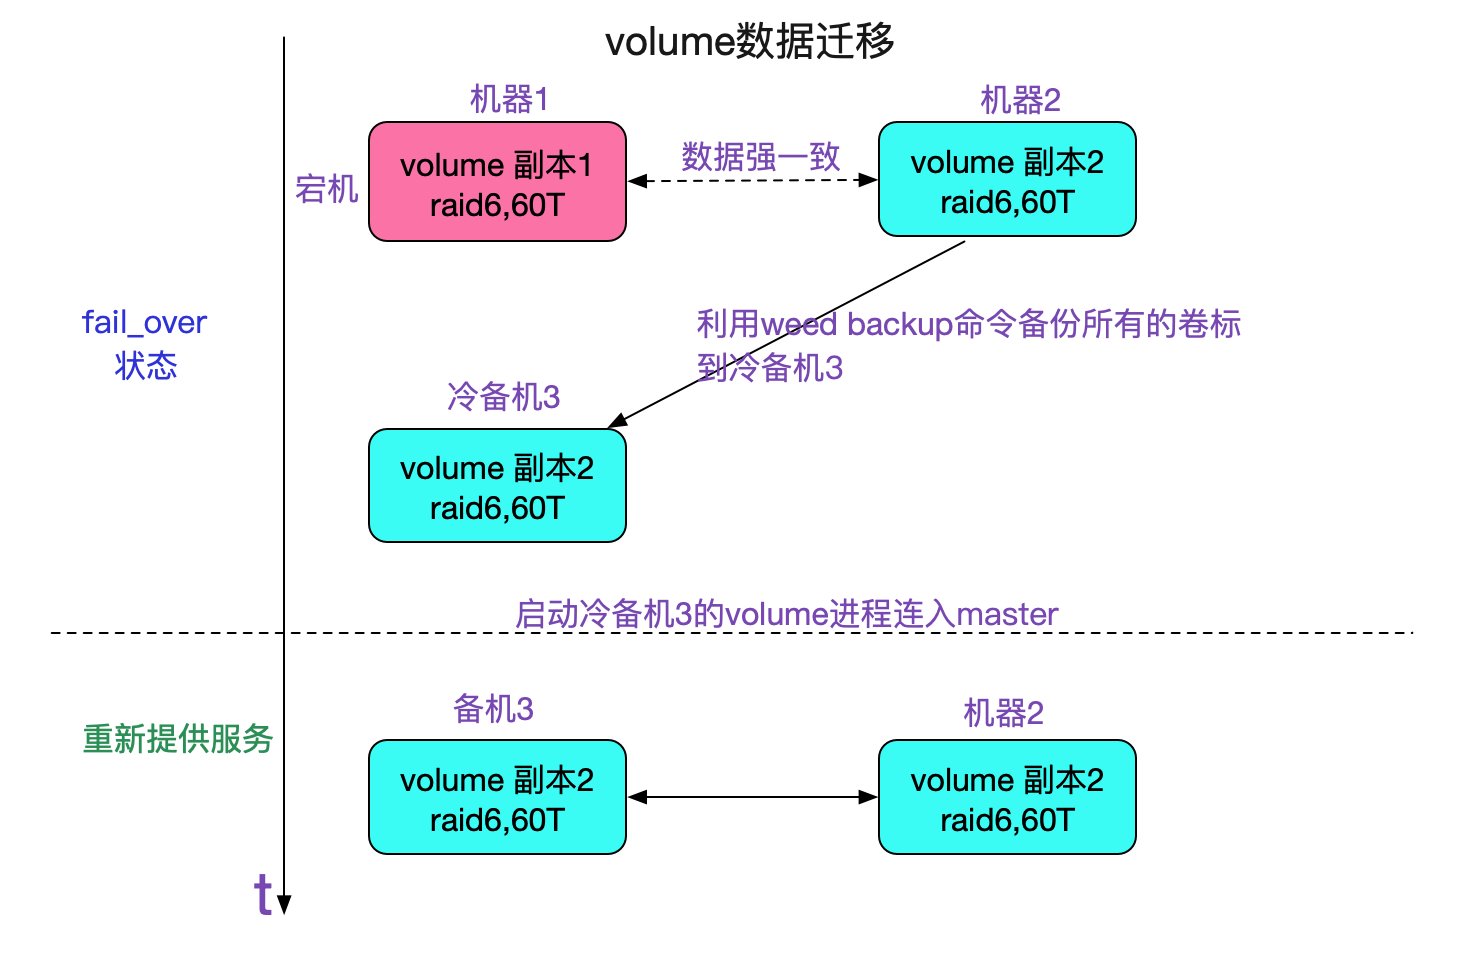 volume数据迁移
机器1
机器2
volume 副本1
raid6,60T
宕机
数据强一致
volume 副本2
raid6,60T
fail_over
状态
利用weed backup命令备份所有的卷标
到冷备机3
冷备机3
volume 副本2
raid6,60T
启动冷备机3的volume进程连入master
重新提供服务
备机3
机器2
volume 副本2
raid6,60T
volume 副本2
raid6,60T
t